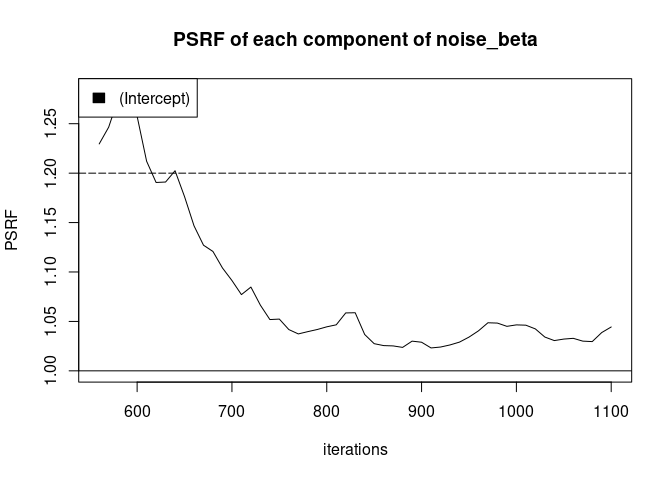 PSRF of each component of noise_beta
(Intercept)
1.25
1.20
1.15
1.10
1.05
1.00
PSRF
600 700 800 900 1000 1100
iterations